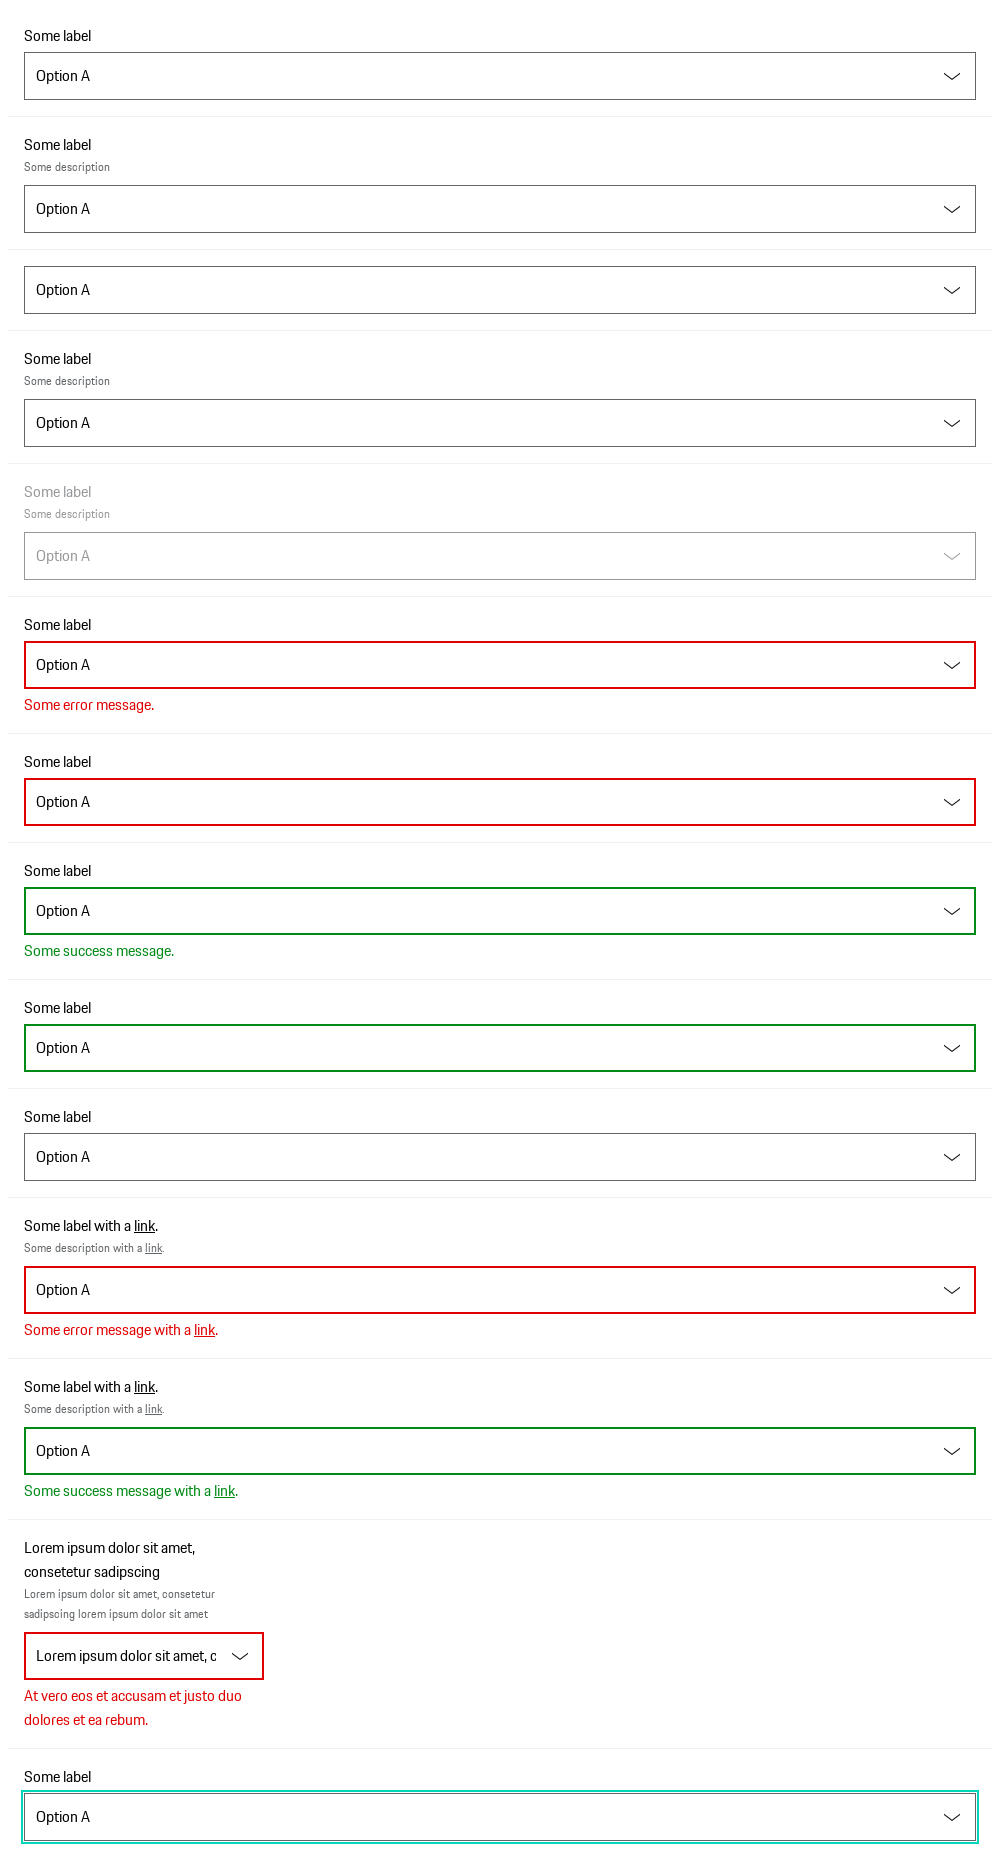 Some label
Option A
Some label
Some description
Option A
Option A
Some label
Some description
Option A
Some label
Some description
Option A
Some label
Option A
Some error message.
Some label
Option A
Some label
Option A
Some success message.
Some label
Option A
Some label
Option A
Some label with a link.
Some description with a link.
Option A
Some error message with a link.
Some label with a link.
Some description with a link.
Option A
Some success message with a link.
Lorem ipsum dolor sit amet,
consetetur sadipscing
Lorem ipsum dolor sit amet, consetetur
sadipscing lorem ipsum dolor sit amet
Lorem ipsum dolor sit amet, c
At vero eos et accusam et justo duo
dolores et ea rebum.
Some label
Option A